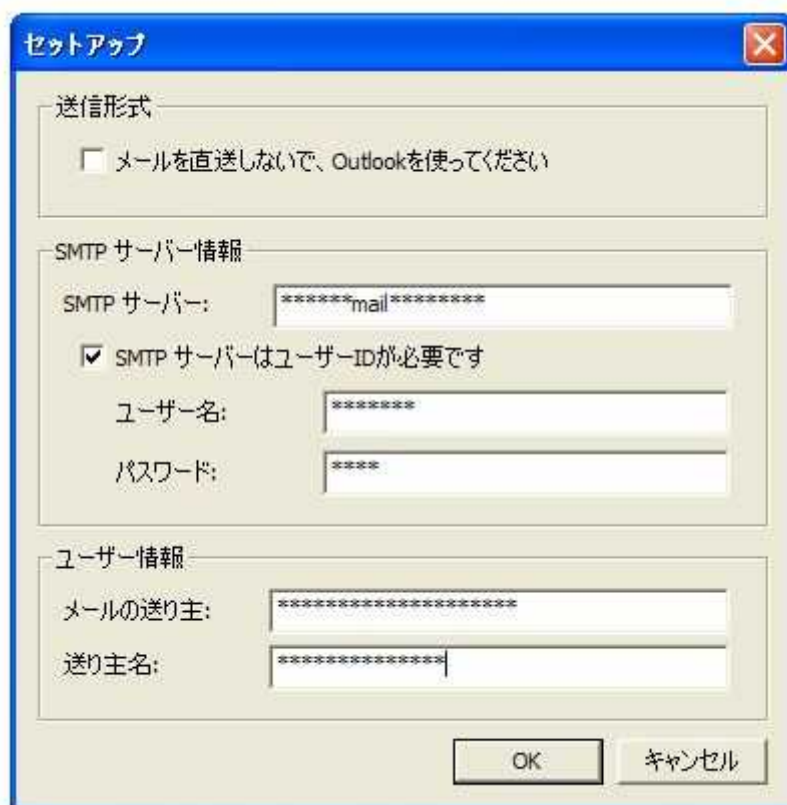 セットアップ
送信形式
メールを直送しないで、Outlookを使ってください
SMTP サーバー情報
SMTP サーバー: ******mail********
SMTP サーバーはユーザーIDが必要です
ユーザー名: *******
パスワード: ****
ユーザー情報
メールの送り主: ********************
送り主名: **************
OK キャンセル